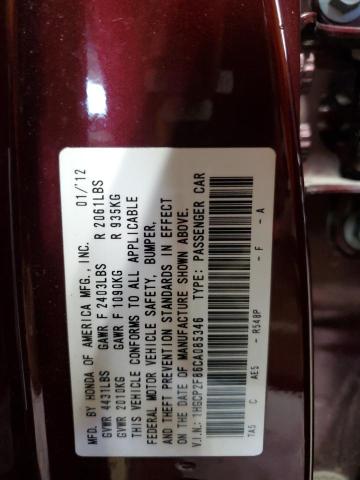 MFD. BY HONDA OF AMERICA MFG., INC. 01/'12
GVWR 4431LBS GAWR F 2403LBS R 2061LBS
GVWR 2010KG GAWR F 1090KG R 935KG
THIS VEHICLE CONFORMS TO ALL APPLICABLE
FEDERAL MOTOR VEHICLE SAFETY, BUMPER,
AND THEFT PREVENTION STANDARDS IN EFFECT
ON THE DATE OF MANUFACTURE SHOWN ABOVE.
V.I.N.: 1HGCP2F86CA085346 TYPE: PASSENGER CAR
7A5 C AE5 - R548P - F - A